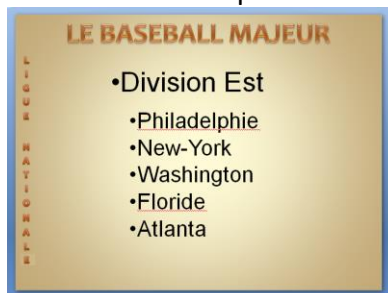 LE BASEBALL MAJEUR
LIGUE NATIONALE
•Division Est
•Philadelphie
•New-York
•Washington
•Floride
•Atlanta